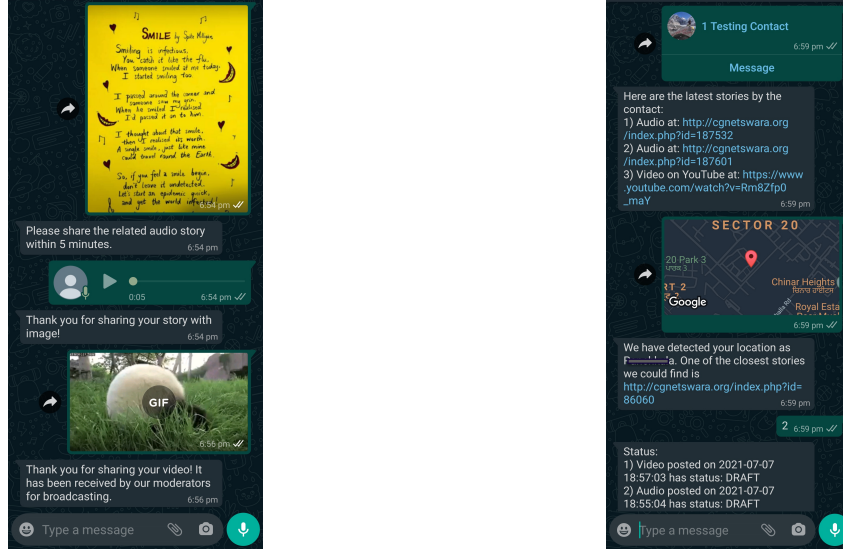 SMILE by Spike Milligan
Smiling is infectious,
You catch it like the flu,
When someone smiled at me today,
I started smiling too.
I passed around the corner and
someone saw my grin.
When he smiled I realized
I'd passed it on to him.
I thought about that smile,
then I realised its worth.
A single smile, just like mine
could travel round the Earth.
So, if you feel a smile begin,
don't leave it undetected.
Let's start an epidemic quick,
and get the world infected!
6:54 pm
Please share the related audio story
within 5 minutes.
6:54 pm
0:05
6:54 pm
Thank you for sharing your story with
image!
6:54 pm
GIF
6:56 pm
Thank you for sharing your video! It
has been received by our moderators
for broadcasting.
6:56 pm
Type a message
1 Testing Contact
6:59 pm
Message
Here are the latest stories by the
contact:
1) Audio at: http://cgnetswara.org
/index.php?id=187532
2) Audio at: http://cgnetswara.org
/index.php?id=187601
3) Video on YouTube at: https://www
.youtube.com/watch?v=Rm8Zfp0
_maY
6:59 pm
SECTOR 20
20 Park 3
ਪਾਰਕ 3
RT 2
Chinar Heights
ਚਿਨਾਰ ਹਾਈਟਸ
Google
Royal Esta
6:59 pm
We have detected your location as
a. One of the closest stories
we could find is
http://cgnetswara.org/index.php?id=
86060
6:59 pm
2
6:59 pm
Status:
1) Video posted on 2021-07-07
18:57:03 has status: DRAFT
2) Audio posted on 2021-07-07
18:55:04 has status: DRAFT
Type a message